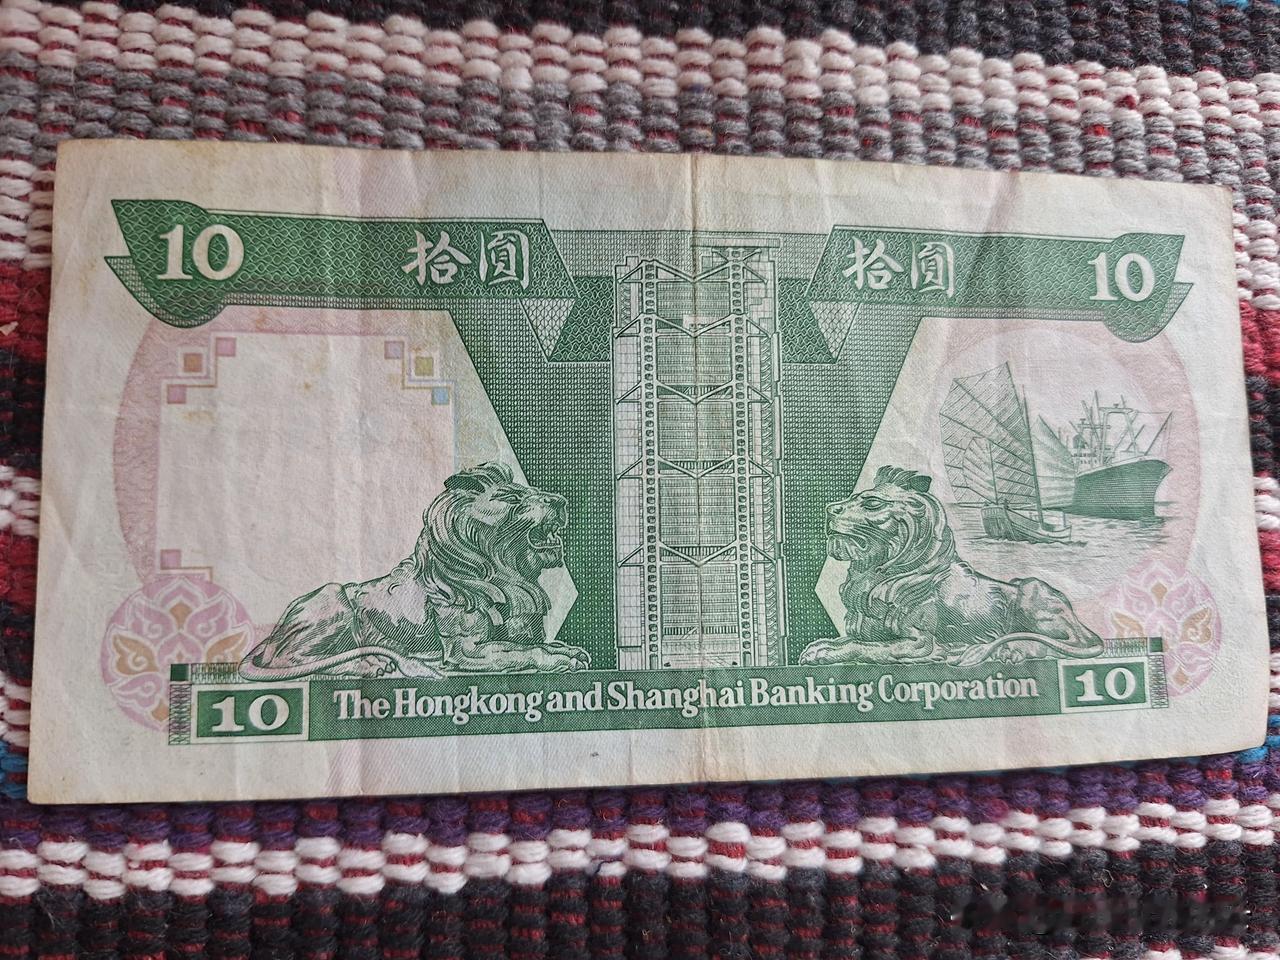 10 拾圓 拾圓 10
10 The Hongkong and Shanghai Banking Corporation 10